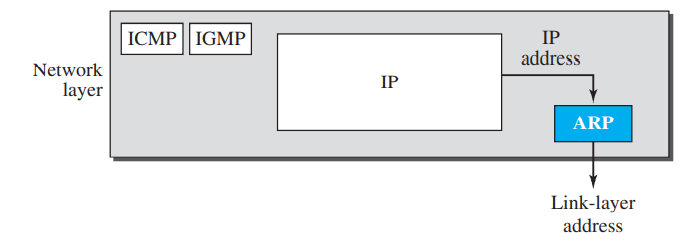 ICMP
IGMP
IP
address
Network
layer
IP
ARP
Link-layer
address